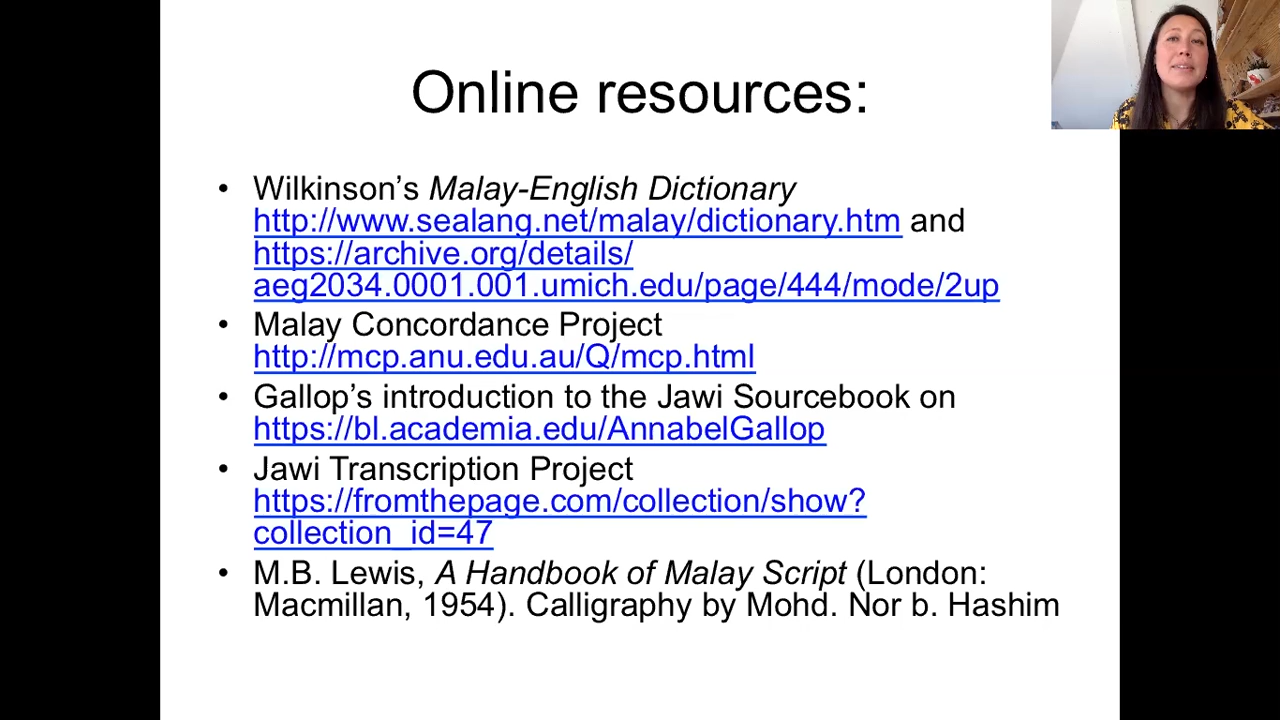 Online resources:
• Wilkinson’s Malay-English Dictionary
http://www.sealang.net/malay/dictionary.htm and
https://archive.org/details/
aeg2034.0001.001.umich.edu/page/444/mode/2up
• Malay Concordance Project
http://mcp.anu.edu.au/Q/mcp.html
• Gallop’s introduction to the Jawi Sourcebook on
https://bl.academia.edu/AnnabelGallop
• Jawi Transcription Project
https://fromthepage.com/collection/show?
collection_id=47
• M.B. Lewis, A Handbook of Malay Script (London:
Macmillan, 1954). Calligraphy by Mohd. Nor b. Hashim